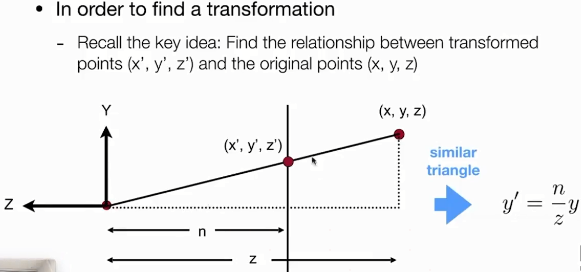 • In order to find a transformation
- Recall the key idea: Find the relationship between transformed
points (x', y', z') and the original points (x, y, z)
Y
(x, y, z)
(x', y', z')
similar
triangle
Z
y' = n/z y
n
z